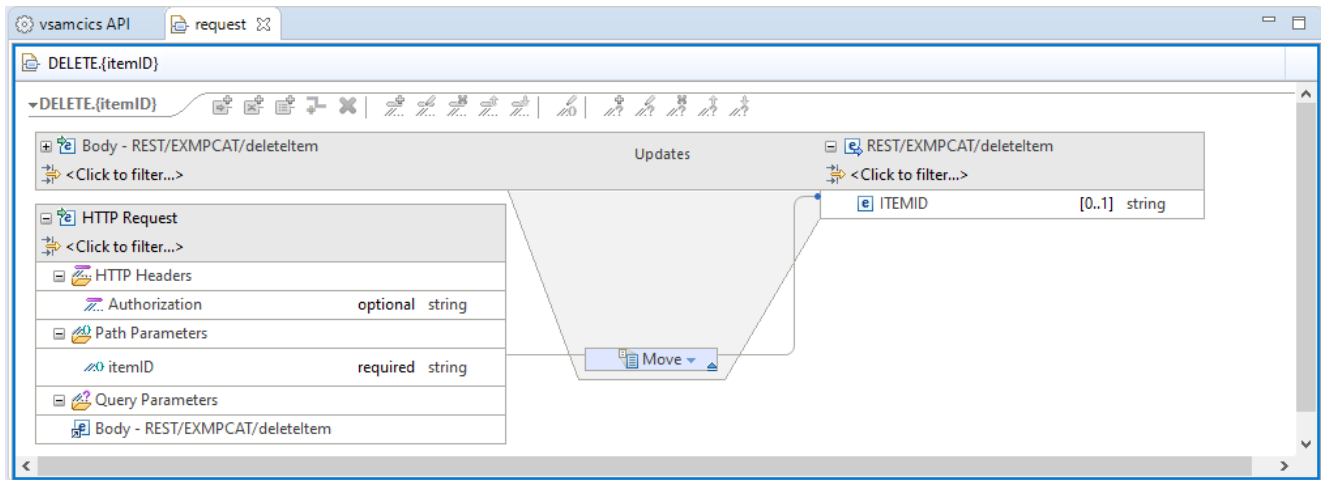 vsamcics API
request
DELETE.{itemID}
DELETE.{itemID}
Body - REST/EXMPCAT/deleteItem
<Click to filter...>
Updates
REST/EXMPCAT/deleteItem
<Click to filter...>
ITEMID [0..1] string
HTTP Request
<Click to filter...>
HTTP Headers
Authorization optional string
Path Parameters
itemID required string
Move
Query Parameters
Body - REST/EXMPCAT/deleteItem